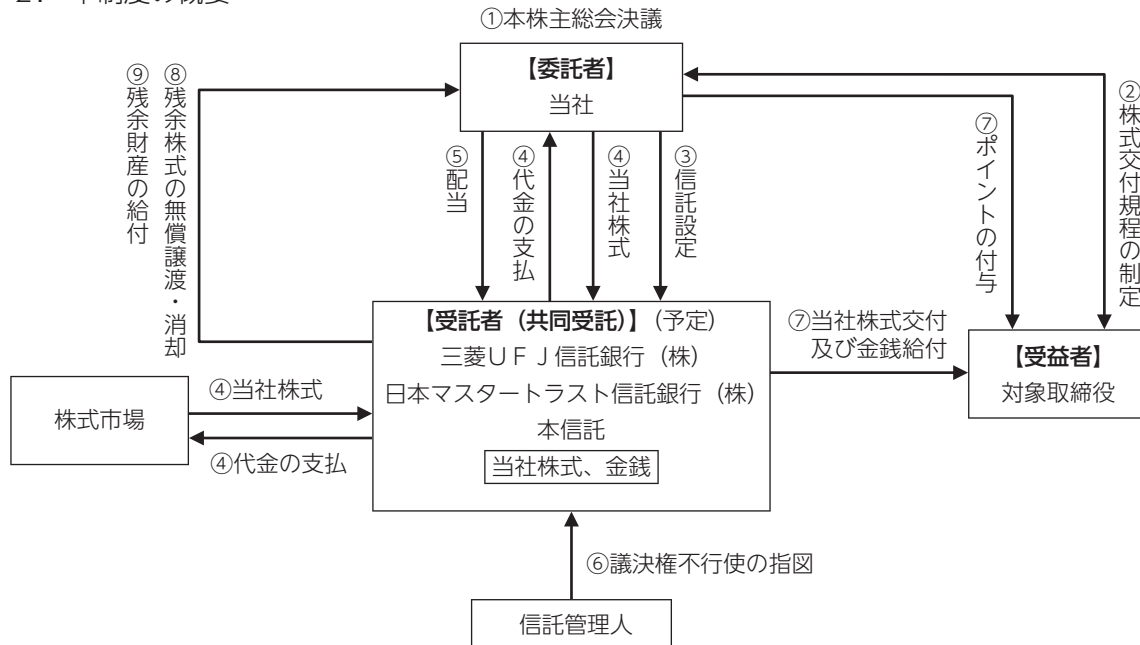 2. 本制度の概要
①本株主総会決議
【委託者】
当社
⑨残余財産の給付
⑧残余株式の無償譲渡・消却
⑤配当
④代金の支払
④当社株式
③信託設定
⑦ポイントの付与
②株式交付規程の制定
【受託者（共同受託）】（予定）
三菱ＵＦＪ信託銀行（株）
日本マスタートラスト信託銀行（株）
本信託
当社株式、金銭
⑦当社株式交付
及び金銭給付
【受益者】
対象取締役
株式市場
④当社株式
④代金の支払
⑥議決権不行使の指図
信託管理人